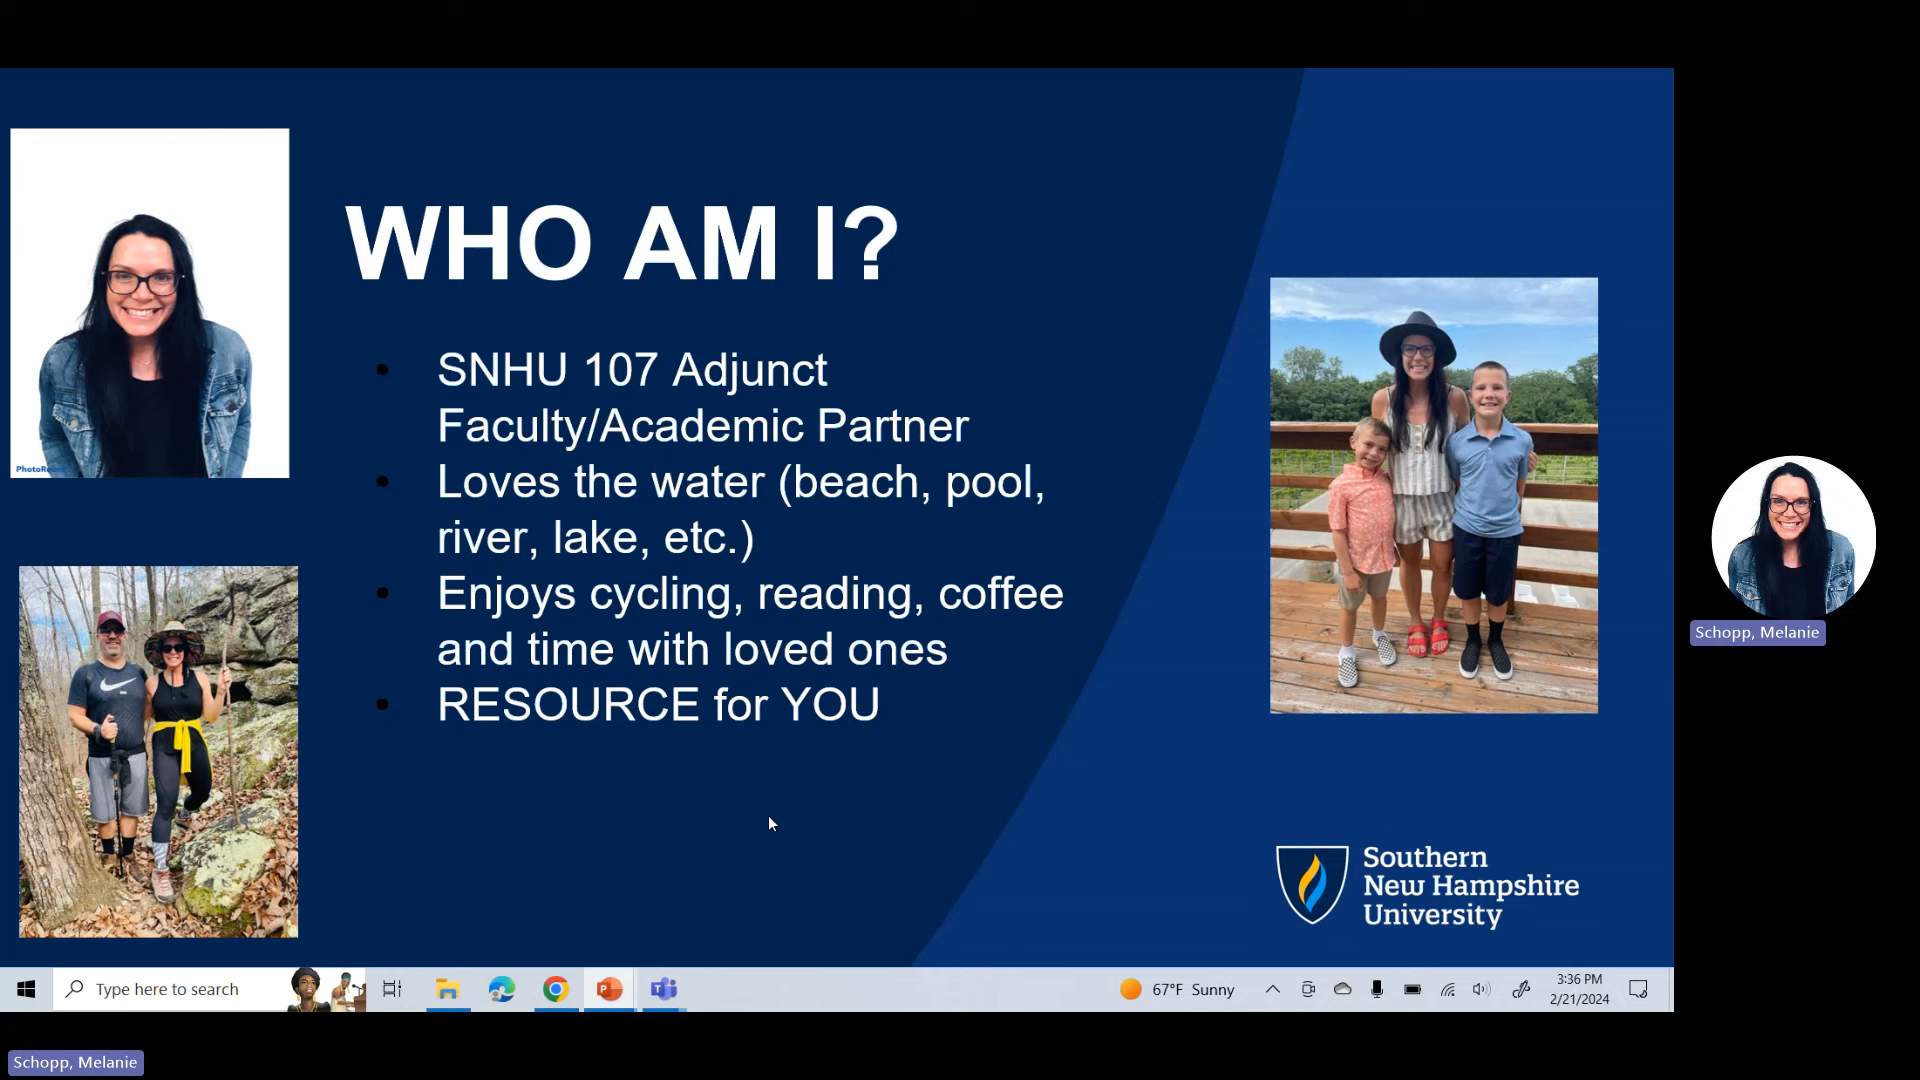 WHO AM I?
SNHU 107 Adjunct
Faculty/Academic Partner
Loves the water (beach, pool,
river, lake, etc.)
Enjoys cycling, reading, coffee
and time with loved ones
RESOURCE for YOU
Southern
New Hampshire
University
Schopp, Melanie
Type here to search
67°F Sunny
3:36 PM
2/21/2024
Schopp, Melanie